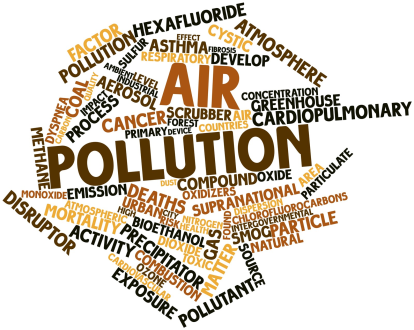 HEXAFLUORIDE
FACTOR
POLLUTION
SULFUR
EFFECT
ASTHMA
FIBROSIS
CYSTIC
ATMOSPHERE
RESPIRATORY
DEVELOP
AMBIENT
LEVEL
INDUSTRIAL
QUALITY
COAL
AEROSOL
AIR
CONCENTRATION
GREENHOUSE
DYSPNEA
CARBON
IMPACT
PROCESS
CANCER
SCRUBBER
AIR
CARDIOPULMONARY
FOREST
COUNTRIES
PRIMARY
DEVICE
METHANE
POLLUTION
DUST
COMPOUND
OXIDE
PARTICULATE
MONOXIDE
EMISSION
DEATHS
OXIDIZERS
SUPRANATIONAL
AREA
DISRUPTOR
ATMOSPHERIC
MORTALITY
URBAN
CITY
RISK
HIGH
NITROGEN
HEALTH
FOUND
DISPERSION
CHLOROFLUOROCARBONS
INTERGOVERNMENTAL
ACTIVITY
BIOETHANOL
PRECIPITATOR
DIOXIDE
TOXIC
GAS
SMOG
PARTICLE
NATURAL
CARDIOVASCULAR
COMBUSTION
OZONE
MATTER
SOURCE
EXPOSURE
POLLUTANT